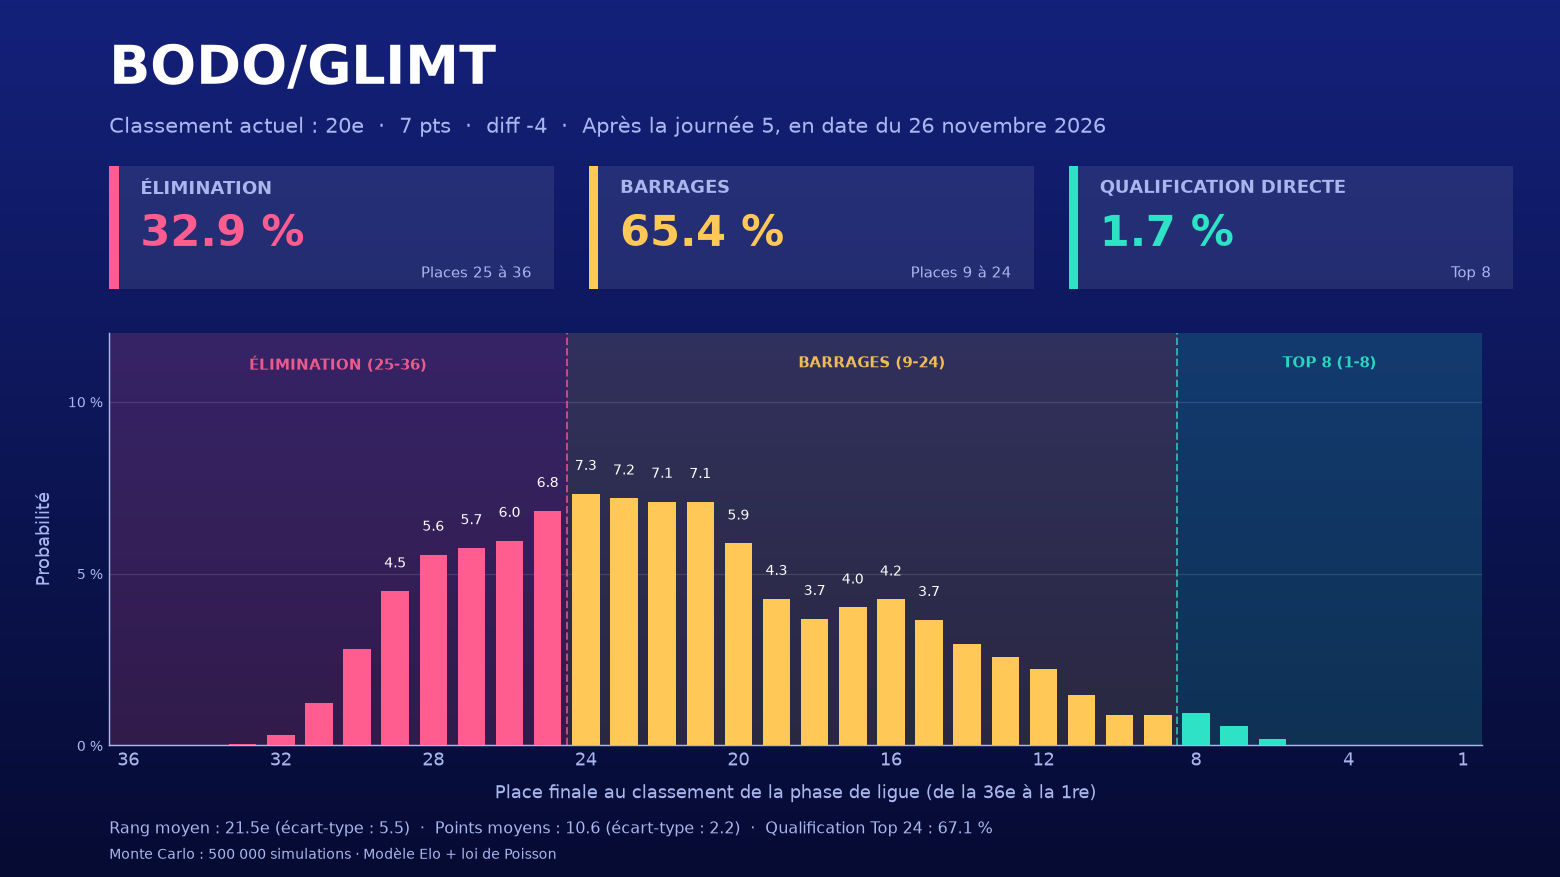 BODO/GLIMT
Classement actuel : 20e · 7 pts · diff -4 · Après la journée 5, en date du 26 novembre 2026
ÉLIMINATION
32.9 %
Places 25 à 36
BARRAGES
65.4 %
Places 9 à 24
QUALIFICATION DIRECTE
1.7 %
Top 8
ÉLIMINATION (25-36)
BARRAGES (9-24)
TOP 8 (1-8)
Probabilité
10 %
5 %
0 %
4.5
5.6
5.7
6.0
6.8
7.3
7.2
7.1
7.1
5.9
4.3
3.7
4.0
4.2
3.7
36 32 28 24 20 16 12 8 4 1
Place finale au classement de la phase de ligue (de la 36e à la 1re)
Rang moyen : 21.5e (écart-type : 5.5) · Points moyens : 10.6 (écart-type : 2.2) · Qualification Top 24 : 67.1 %
Monte Carlo : 500 000 simulations · Modèle Elo + loi de Poisson